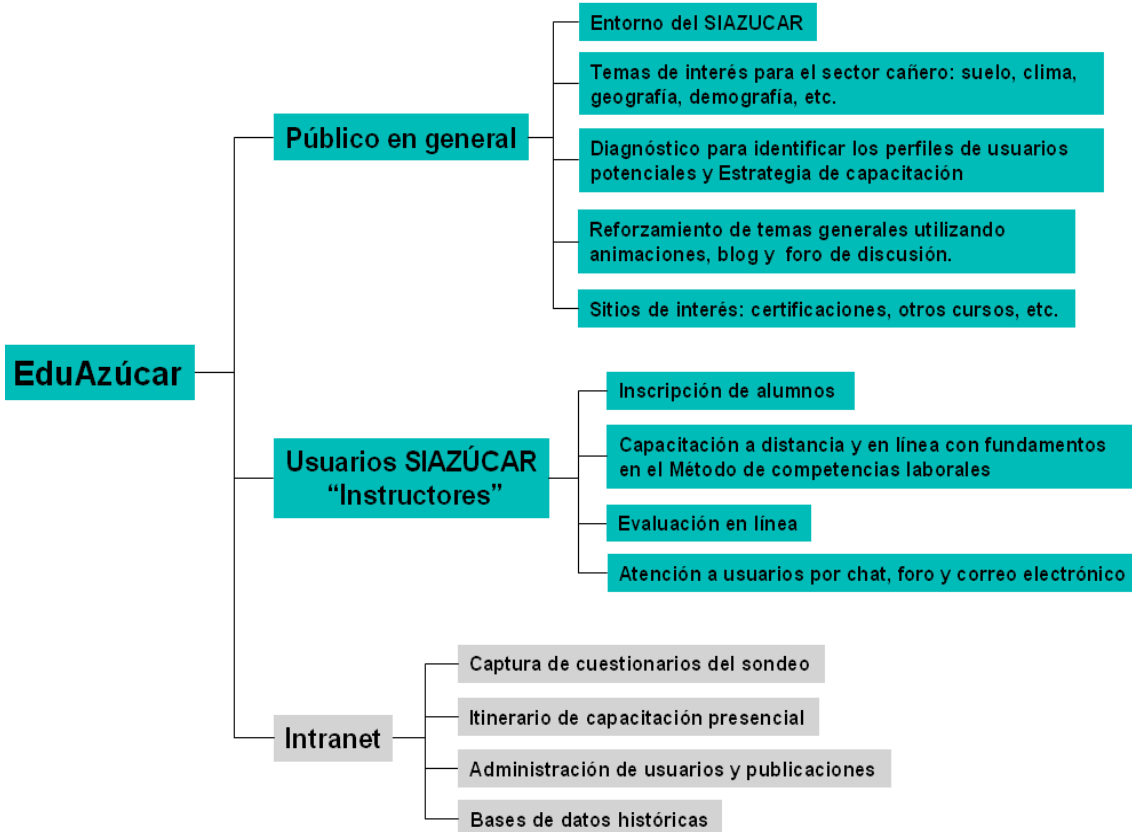 Entorno del SIAZUCAR
Temas de interés para el sector cañero: suelo, clima,
geografía, demografía, etc.
Público en general
Diagnóstico para identificar los perfiles de usuarios
potenciales y Estrategia de capacitación
Reforzamiento de temas generales utilizando
animaciones, blog y foro de discusión.
Sitios de interés: certificaciones, otros cursos, etc.
EduAzúcar
Usuarios SIAZÚCAR
“Instructores”
Inscripción de alumnos
Capacitación a distancia y en línea con fundamentos
en el Método de competencias laborales
Evaluación en línea
Atención a usuarios por chat, foro y correo electrónico
Intranet
Captura de cuestionarios del sondeo
Itinerario de capacitación presencial
Administración de usuarios y publicaciones
Bases de datos históricas